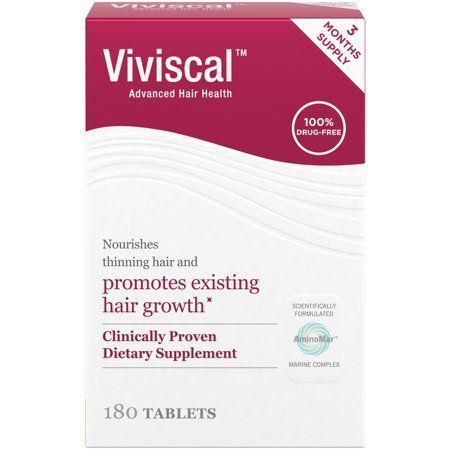 3
MONTHS
SUPPLY
Viviscal™
Advanced Hair Health
100%
DRUG-FREE
Nourishes
thinning hair and
promotes existing
hair growth*
Clinically Proven
Dietary Supplement
SCIENTIFICALLY
FORMULATED
AminoMar™
MARINE COMPLEX
180 TABLETS